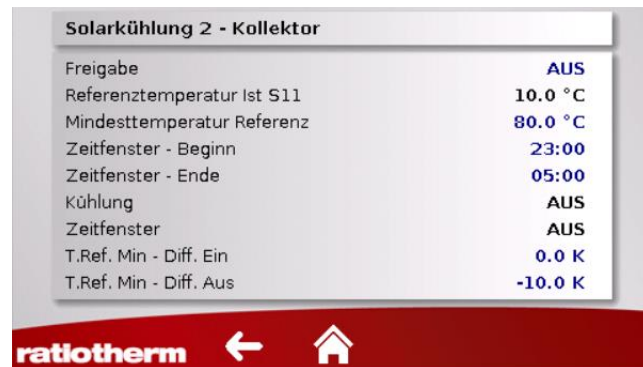 Solarkühlung 2 - Kollektor
Freigabe AUS
Referenztemperatur Ist S11 10.0 °C
Mindesttemperatur Referenz 80.0 °C
Zeitfenster - Beginn 23:00
Zeitfenster - Ende 05:00
Kühlung AUS
Zeitfenster AUS
T.Ref. Min - Diff. Ein 0.0 K
T.Ref. Min - Diff. Aus -10.0 K
ratiotherm